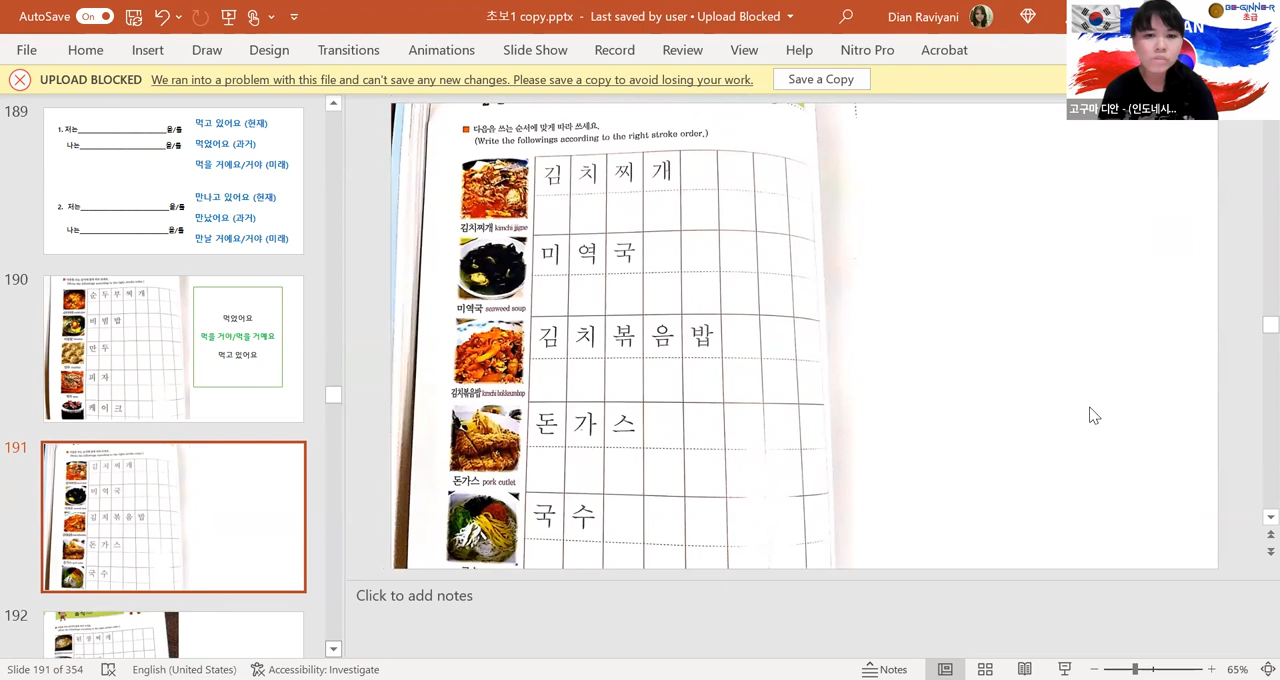 AutoSave On 초보1 copy.pptx - Last saved by user • Upload Blocked Dian Raviyani
File Home Insert Draw Design Transitions Animations Slide Show Record Review View Help Nitro Pro Acrobat
UPLOAD BLOCKED We ran into a problem with this file and can't save any new changes. Please save a copy to avoid losing your work. Save a Copy
초급
고구마 디안 - (인도네시...
189
1. 저는 을/를
나는 을/를
2. 저는 을/를
나는 을/를
먹고 있어요 (현재)
먹었어요 (과거)
먹을 거예요/거야 (미래)
만나고 있어요 (현재)
만났어요 (과거)
만날 거예요/거야 (미래)
190
순두부찌개
비빔밥
만두
피자
케이크
먹었어요
먹을 거야/먹을 거예요
먹고 있어요
191
김치찌개
미역국
김치볶음밥
돈가스
국수
192
된장찌개
다음을 쓰는 순서에 맞게 바라 쓰세요.
(Write the followings according to the right stroke order.)
김 치 찌 개
김치찌개 kimchi jjigae
미 역 국
미역국 seaweed soup
김 치 볶 음 밥
김치볶음밥 kimchi bokkeumbap
돈 가 스
돈가스 pork cutlet
국 수
Click to add notes
Slide 191 of 354 English (United States) Accessibility: Investigate Notes 65%